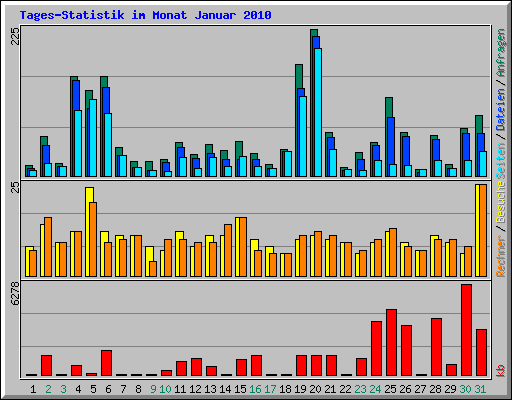 Tages-Statistik im Monat Januar 2010
225
Rechner / Besuche Seiten / Dateien / Anfragen
25
6278
kb
1 2 3 4 5 6 7 8 9 10 11 12 13 14 15 16 17 18 19 20 21 22 23 24 25 26 27 28 29 30 31